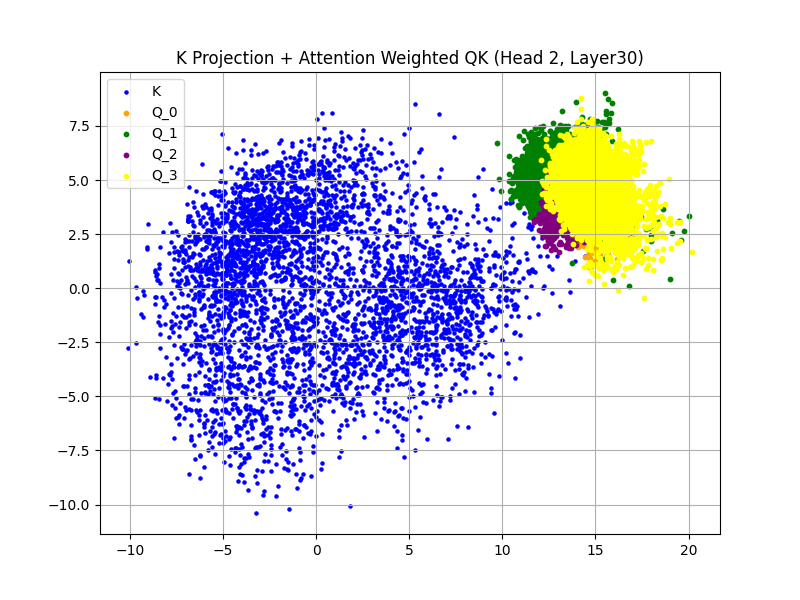 K Projection + Attention Weighted QK (Head 2, Layer30)
K
Q_0
Q_1
Q_2
Q_3
7.5
5.0
2.5
0.0
−2.5
−5.0
−7.5
−10.0
−10
−5
0
5
10
15
20